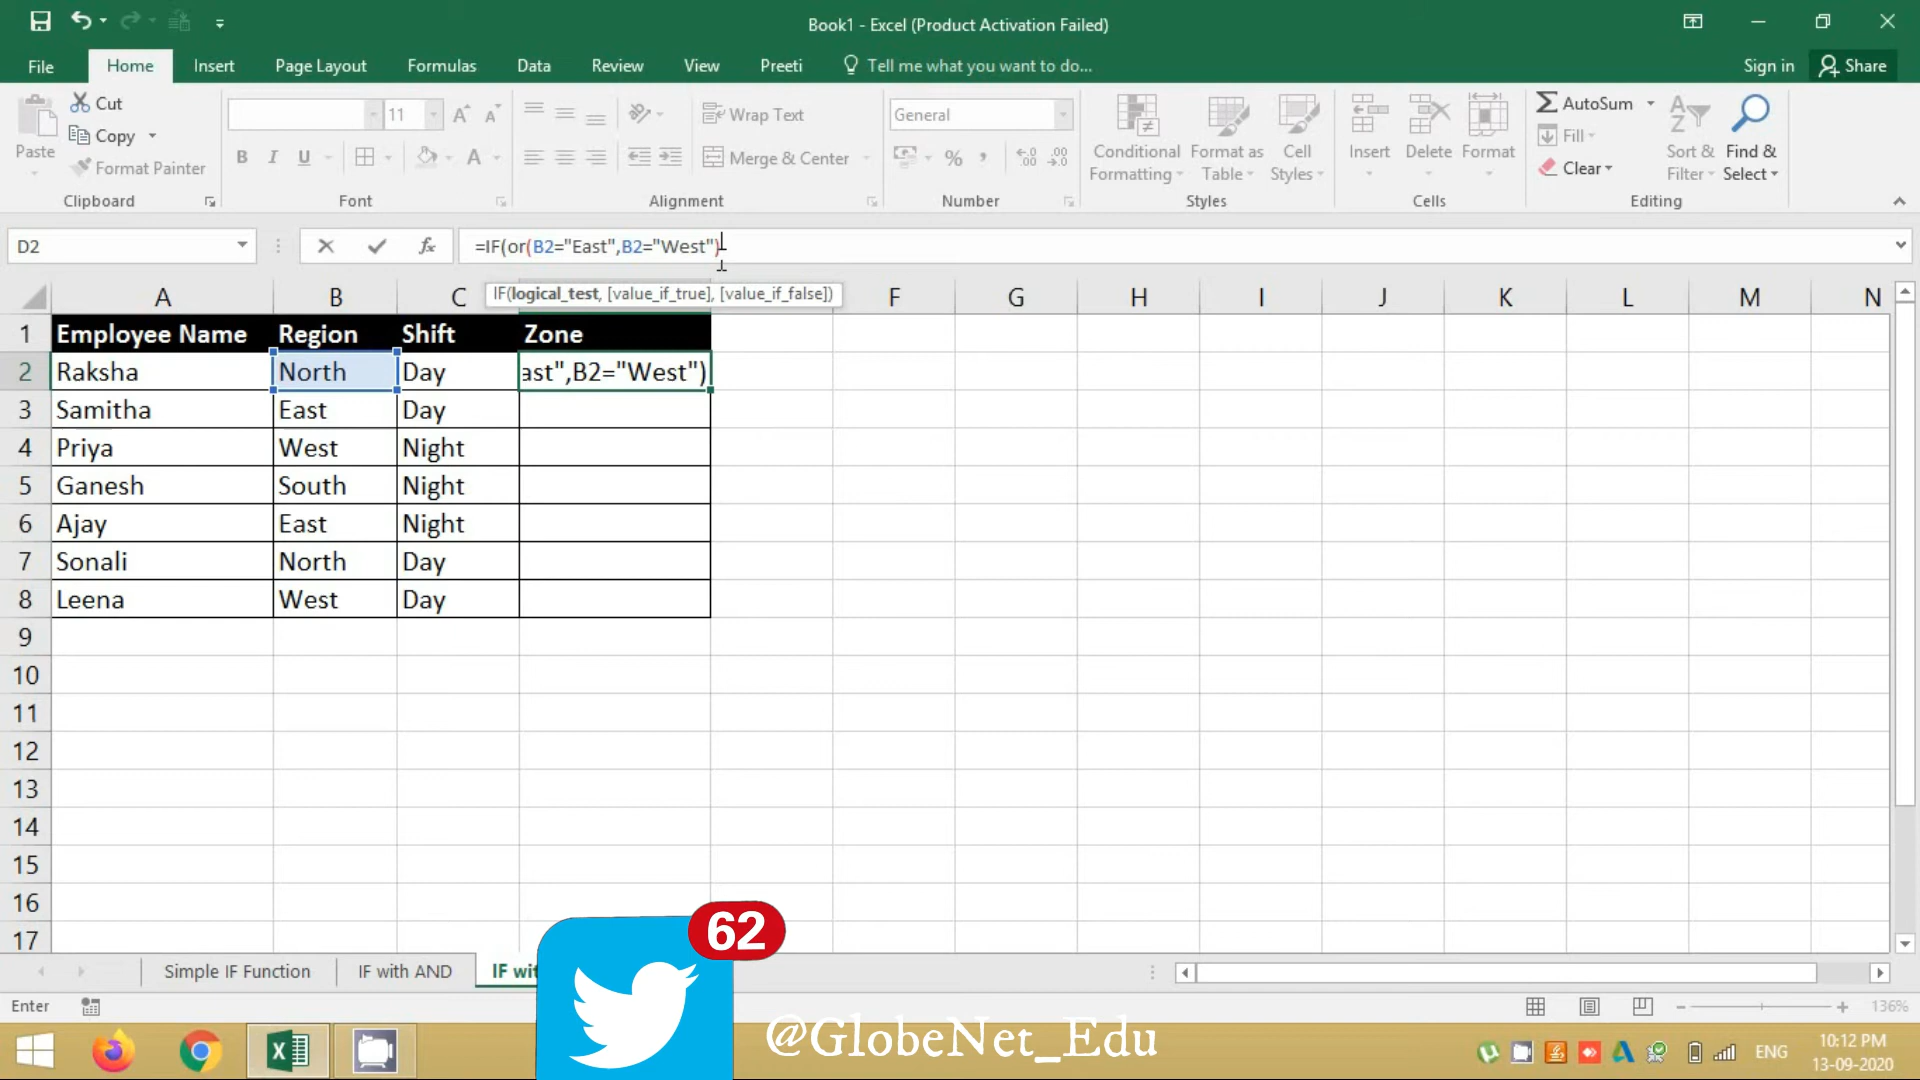 Book1 - Excel (Product Activation Failed)
File Home Insert Page Layout Formulas Data Review View Preeti Tell me what you want to do... Sign in Share
Paste
Cut
Copy
Format Painter
Clipboard
11
B I U
A
Font
Wrap Text
Merge & Center
Alignment
General
%
Number
Conditional Formatting
Format as Table
Cell Styles
Styles
Insert Delete Format
Cells
AutoSum
Fill
Clear
Sort & Filter
Find & Select
Editing
D2 fx =IF(or(B2="East",B2="West")
IF(logical_test, [value_if_true], [value_if_false])
A B C F G H I J K L M N
1 Employee Name Region Shift Zone
2 Raksha North Day ast",B2="West")
3 Samitha East Day
4 Priya West Night
5 Ganesh South Night
6 Ajay East Night
7 Sonali North Day
8 Leena West Day
9
10
11
12
13
14
15
16
17
Simple IF Function IF with AND IF wit
62
Enter 136%
@GlobeNet_Edu
ENG
10:12 PM
13-09-2020